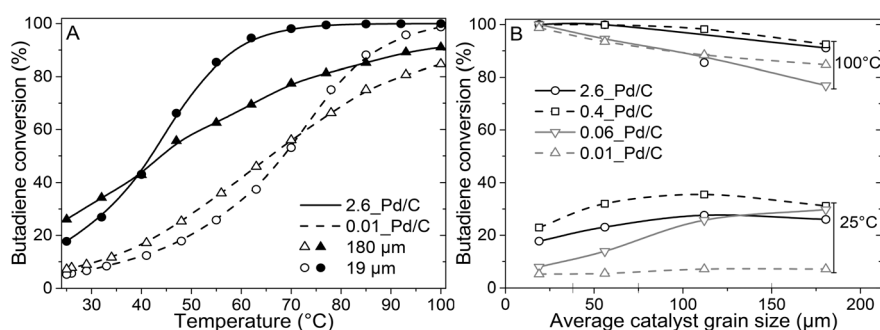 A
Butadiene conversion (%)
100
80
60
40
20
0
2.6_Pd/C
0.01_Pd/C
180 µm
19 µm
30 40 50 60 70 80 90 100
Temperature (°C)
B
Butadiene conversion (%)
100
80
60
40
20
0
100°C
2.6_Pd/C
0.4_Pd/C
0.06_Pd/C
0.01_Pd/C
25°C
0 50 100 150 200
Average catalyst grain size (µm)